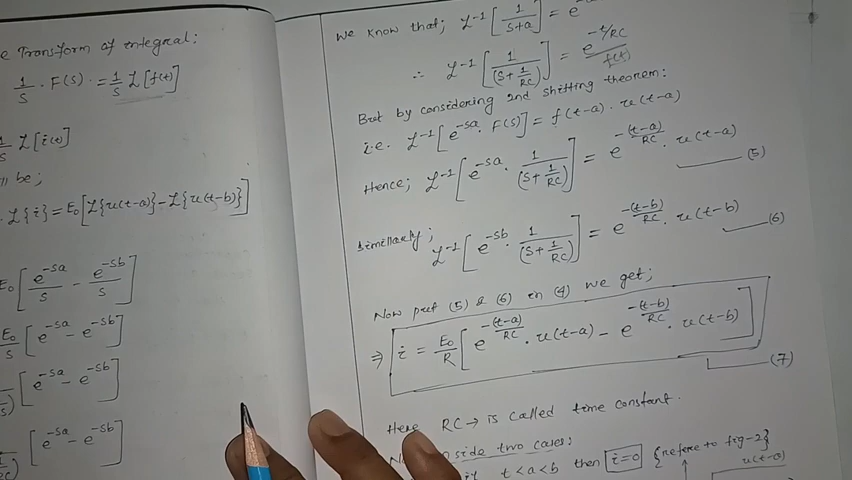 e Transform of integral:
1/s · F(s) = 1/s ℒ[f(t)]
1/s ℒ[i(t)]
be;
ℒ{i} = E₀[ℒ{u(t-a)} - ℒ{u(t-b)}]
E₀[e^{-sa}/s - e^{-sb}/s]
E₀/s [e^{-sa} - e^{-sb}]
[e^{-sa} - e^{-sb}]
[e^{-sa} - e^{-sb}]
We know that; ℒ⁻¹[1/(s+a)] = e^{-
∴ ℒ⁻¹[1/(s+1/RC)] = e^{-t/RC} f(t)
But by considering 2nd shifting theorem:
i.e. ℒ⁻¹[e^{-sa} · F(s)] = f(t-a) · u(t-a)
Hence; ℒ⁻¹[e^{-sa} · 1/(s+1/RC)] = e^{-(t-a)/RC} · u(t-a) — (5)
Similarly; ℒ⁻¹[e^{-sb} · 1/(s+1/RC)] = e^{-(t-b)/RC} · u(t-b) — (6)
Now put (5) & (6) in (4) we get;
⇒ i = E₀/R [e^{-(t-a)/RC} · u(t-a) - e^{-(t-b)/RC} · u(t-b)] — (7)
Here RC → is called time constant.
nside two cases:
t<a<b then i=0 {refere to fig-2}
u(t-a)